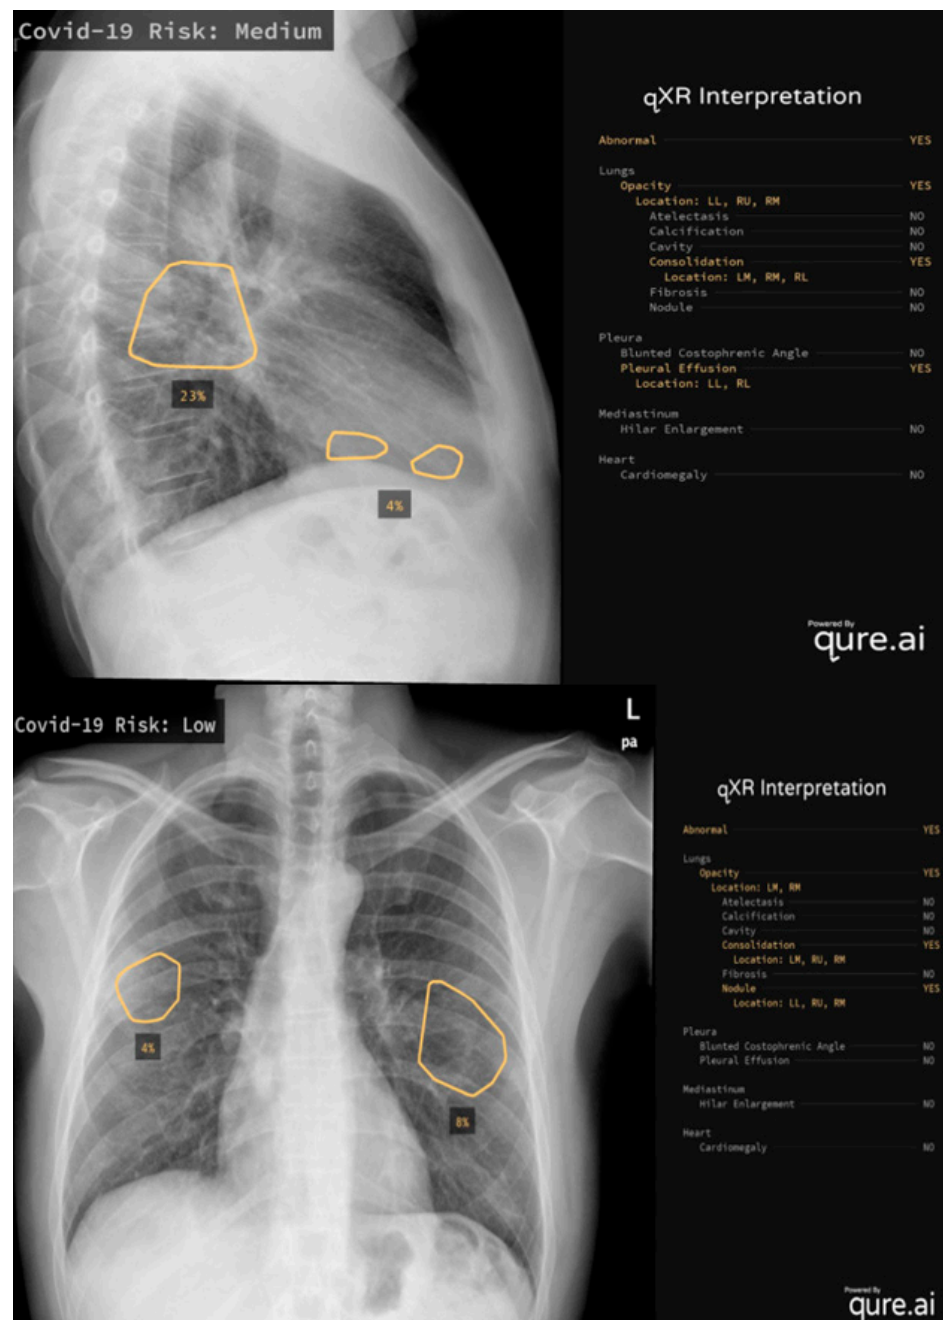 Covid-19 Risk: Medium
qXR Interpretation
Abnormal YES
Lungs
Opacity YES
Location: LL, RU, RM
Atelectasis NO
Calcification NO
Cavity NO
Consolidation YES
Location: LM, RM, RL
Fibrosis NO
Nodule NO
Pleura
Blunted Costophrenic Angle NO
Pleural Effusion YES
Location: LL, RL
Mediastinum
Hilar Enlargement NO
Heart
Cardiomegaly NO
23%
4%
Powered By
qure.ai
Covid-19 Risk: Low
L
pa
qXR Interpretation
Abnormal YES
Lungs
Opacity YES
Location: LM, RM
Atelectasis NO
Calcification NO
Cavity NO
Consolidation YES
Location: LM, RU, RM
Fibrosis NO
Nodule YES
Location: LL, RU, RM
Pleura
Blunted Costophrenic Angle NO
Pleural Effusion NO
Mediastinum
Hilar Enlargement NO
Heart
Cardiomegaly NO
4%
8%
Powered By
qure.ai